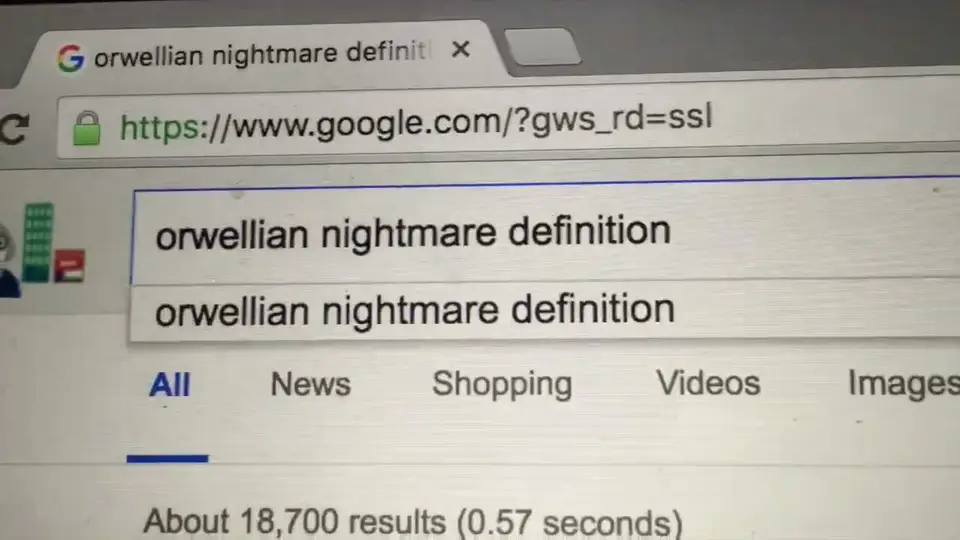 orwellian nightmare definiti
https://www.google.com/?gws_rd=ssl
orwellian nightmare definition
orwellian nightmare definition
All News Shopping Videos Images
About 18,700 results (0.57 seconds)